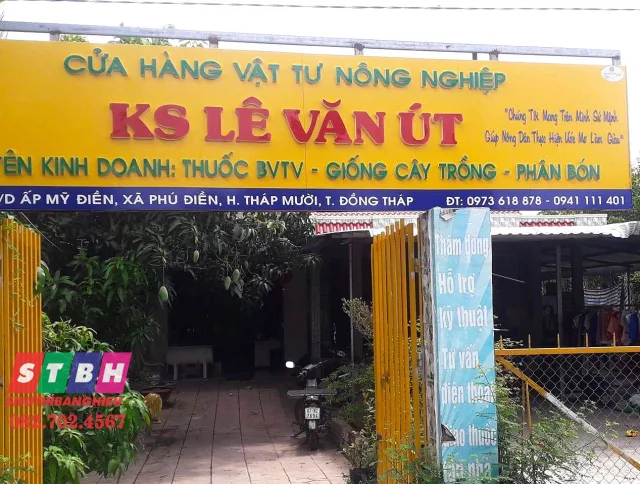 CỬA HÀNG VẬT TƯ NÔNG NGHIỆP
KS LÊ VĂN ÚT
"Chúng Tôi Mang Trên Mình Sứ Mệnh
Giúp Nông Dân Thực Hiện Ước Mơ Làm Giàu"
YÊN KINH DOANH: THUỐC BVTV - GIỐNG CÂY TRỒNG - PHÂN BÓN
VD ẤP MỸ ĐIỀN, XÃ PHÚ ĐIỀN, H. THÁP MƯỜI, T. ĐỒNG THÁP
ĐT: 0973 618 878 - 0941 111 401
Thăm đồng
Hỗ trợ
kỹ thuật
Tư vấn
điện thoại
thuốc
nhà
STBH
.702.4567